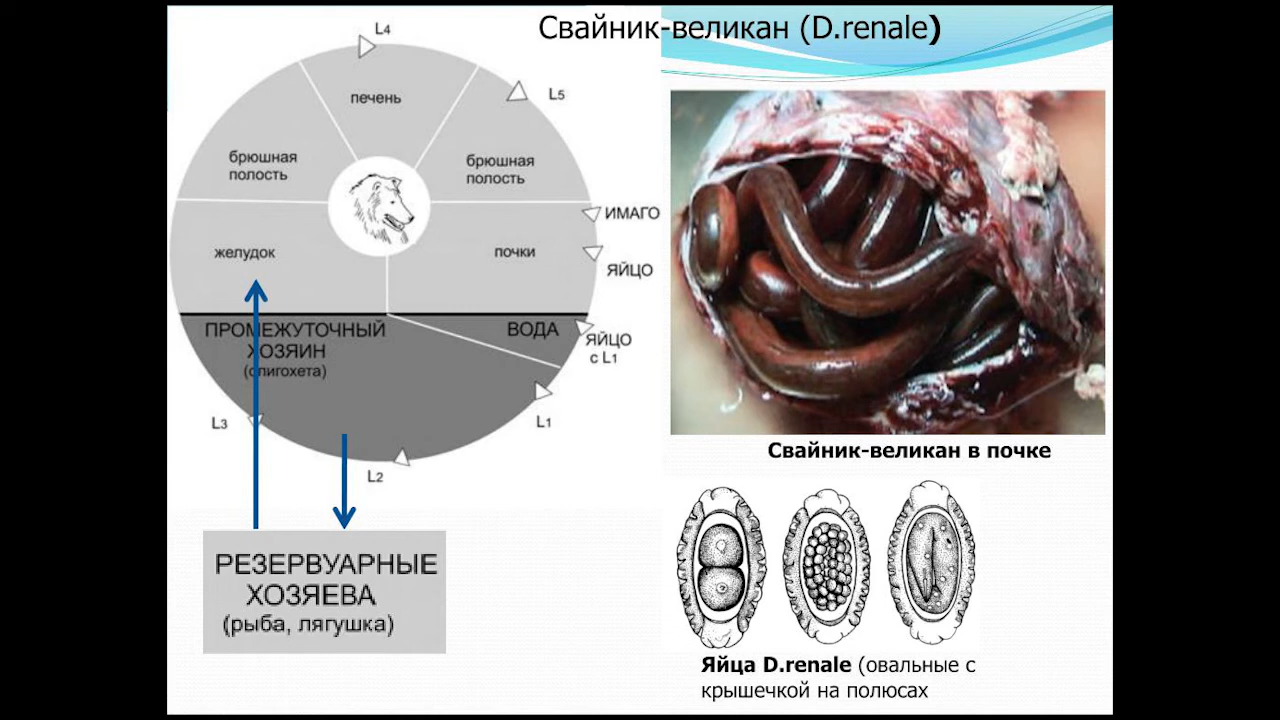 Свайник-великан (D.renale)
L4
L5
печень
брюшная
полость
брюшная
полость
ИМАГО
желудок
почки
ЯЙЦО
ПРОМЕЖУТОЧНЫЙ
ХОЗЯИН
(олигохета)
ВОДА
ЯЙЦО
с L1
L3
L1
L2
РЕЗЕРВУАРНЫЕ
ХОЗЯЕВА
(рыба, лягушка)
Свайник-великан в почке
Яйца D.renale (овальные с
крышечкой на полюсах